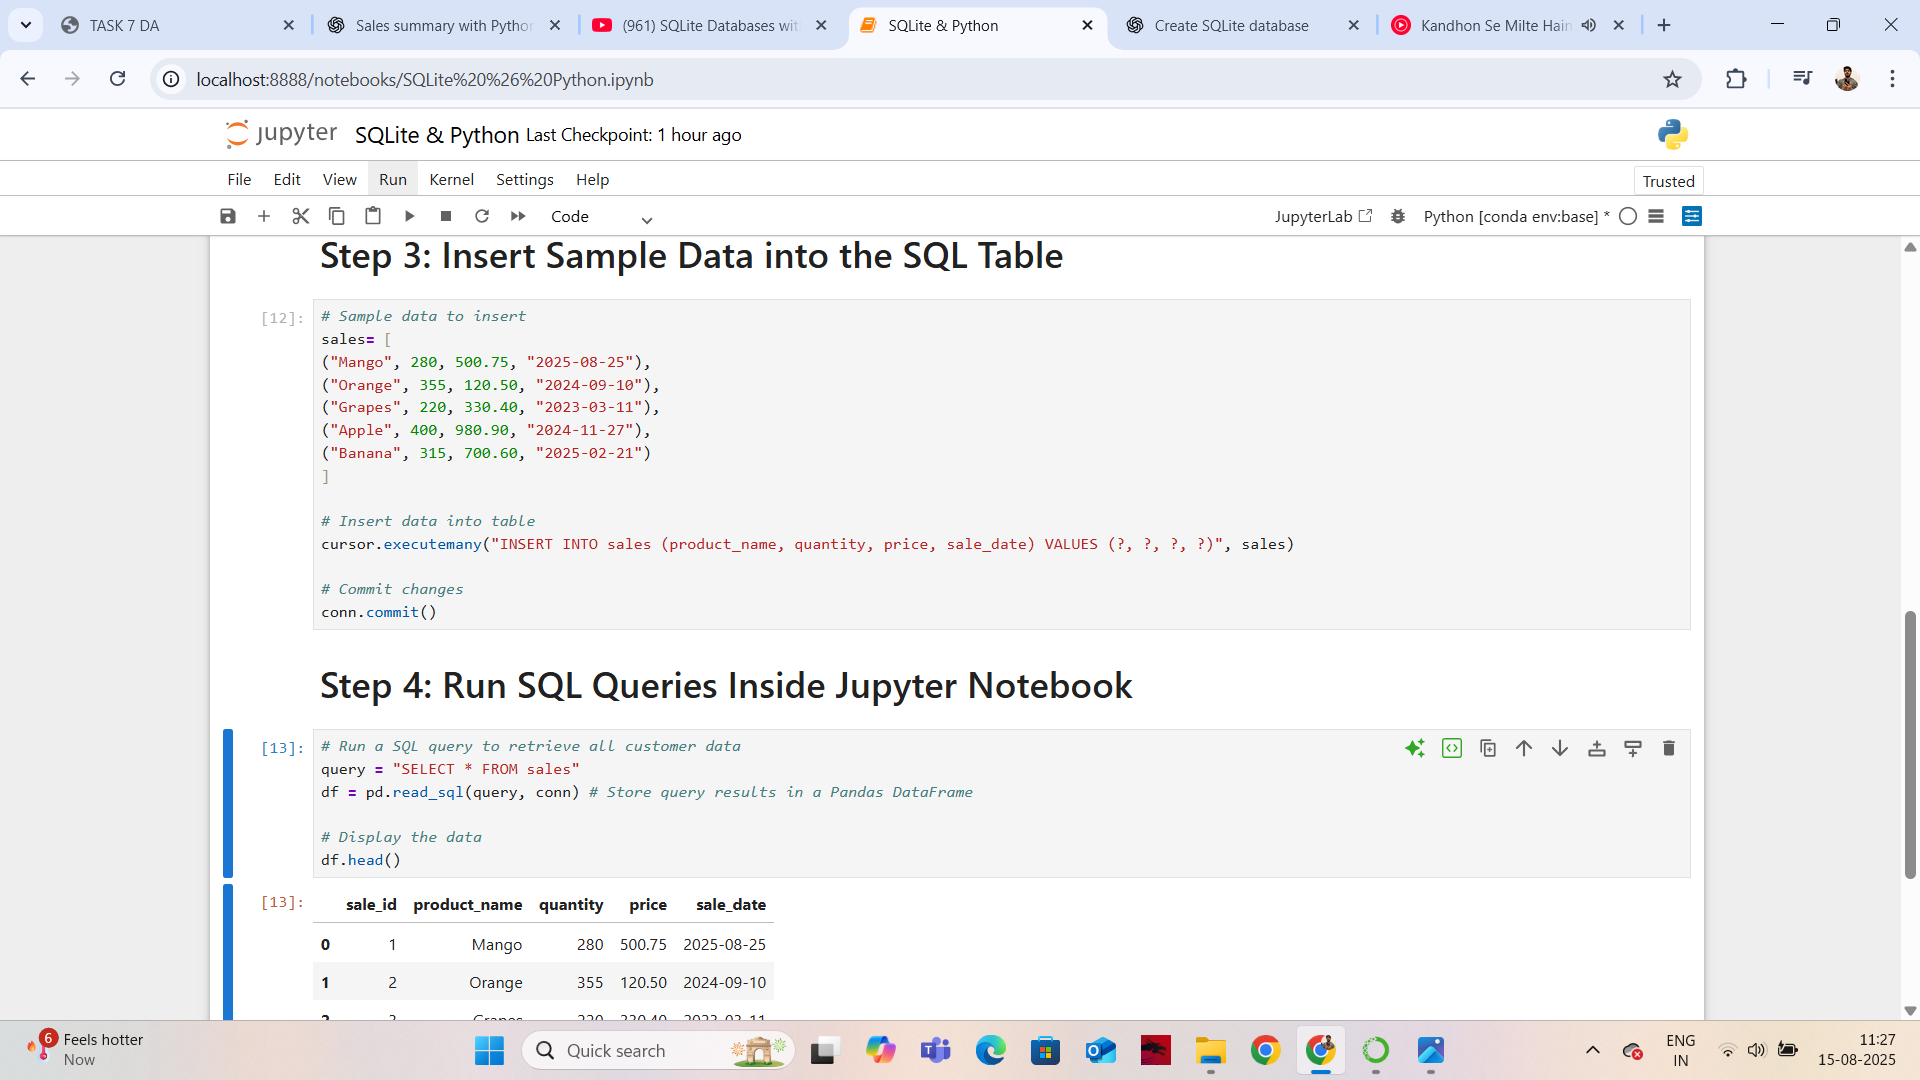 TASK 7 DA
Sales summary with Pythor
(961) SQLite Databases wit
SQLite & Python
Create SQLite database
Kandhon Se Milte Hain
localhost:8888/notebooks/SQLite%20%26%20Python.ipynb
jupyter SQLite & Python Last Checkpoint: 1 hour ago
File Edit View Run Kernel Settings Help
Trusted
Code
JupyterLab
Python [conda env:base] *
Step 3: Insert Sample Data into the SQL Table
[12]:
# Sample data to insert
sales= [
("Mango", 280, 500.75, "2025-08-25"),
("Orange", 355, 120.50, "2024-09-10"),
("Grapes", 220, 330.40, "2023-03-11"),
("Apple", 400, 980.90, "2024-11-27"),
("Banana", 315, 700.60, "2025-02-21")
]
# Insert data into table
cursor.executemany("INSERT INTO sales (product_name, quantity, price, sale_date) VALUES (?, ?, ?, ?)", sales)
# Commit changes
conn.commit()
Step 4: Run SQL Queries Inside Jupyter Notebook
[13]:
# Run a SQL query to retrieve all customer data
query = "SELECT * FROM sales"
df = pd.read_sql(query, conn) # Store query results in a Pandas DataFrame
# Display the data
df.head()
[13]:
sale_id product_name quantity price sale_date
0 1 Mango 280 500.75 2025-08-25
1 2 Orange 355 120.50 2024-09-10
2 3 Grapes 220 330.40 2023-03-11
6
Feels hotter
Now
Quick search
ENG
IN
11:27
15-08-2025